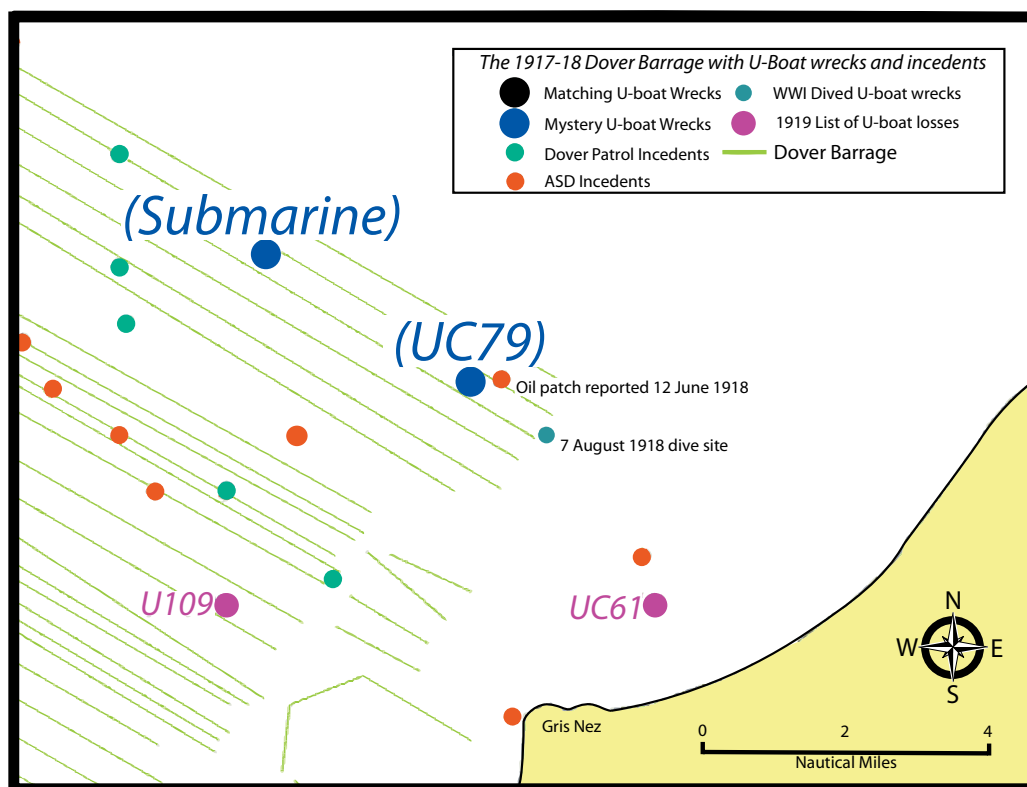 The 1917-18 Dover Barrage with U-Boat wrecks and incedents
Matching U-boat Wrecks
WWI Dived U-boat wrecks
Mystery U-boat Wrecks
1919 List of U-boat losses
Dover Patrol Incedents
Dover Barrage
ASD Incedents
(Submarine)
(UC79)
Oil patch reported 12 June 1918
7 August 1918 dive site
U109
UC61
N
W
E
S
Gris Nez
0
2
4
Nautical Miles